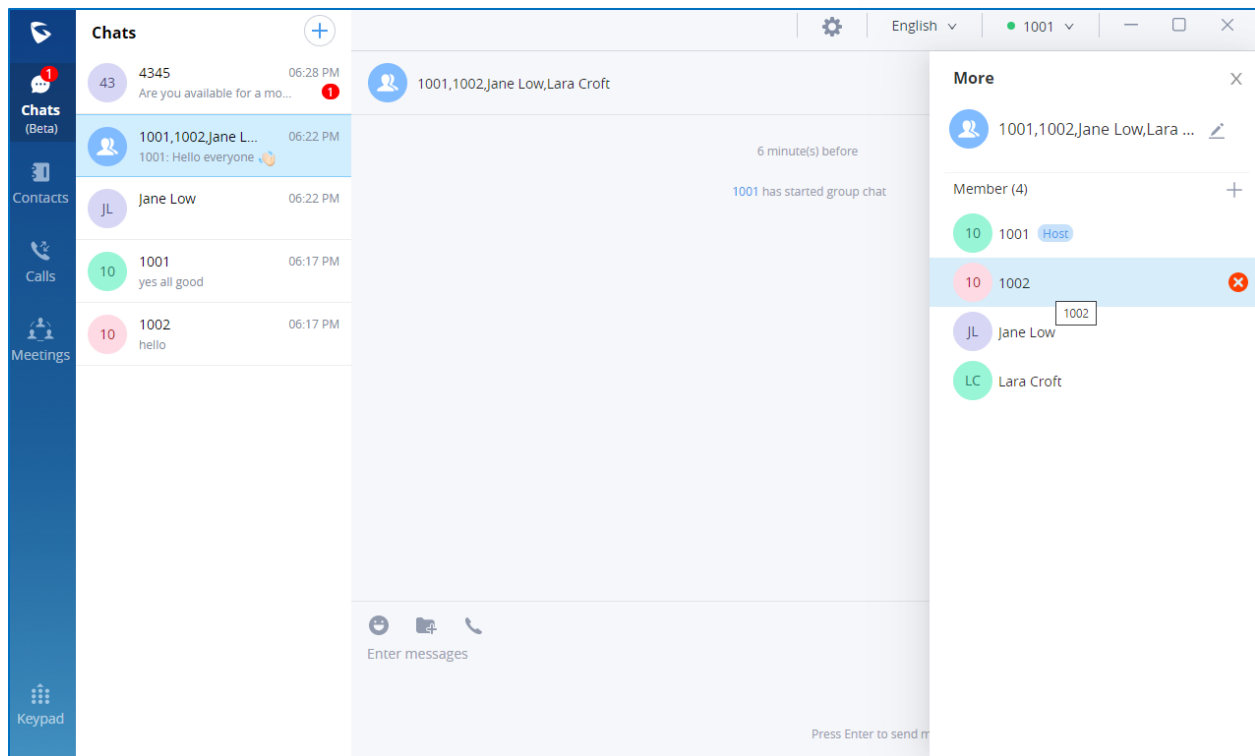 Chats
English
1001
1
Chats
(Beta)
Contacts
Calls
Meetings
Keypad
43
4345
06:28 PM
Are you available for a mo...
1
1001,1002,Jane L...
06:22 PM
1001: Hello everyone 👋🏻
JL
Jane Low
06:22 PM
10
1001
06:17 PM
yes all good
10
1002
06:17 PM
hello
1001,1002,Jane Low,Lara Croft
6 minute(s) before
1001 has started group chat
Enter messages
Press Enter to send m
More
1001,1002,Jane Low,Lara ...
Member (4)
10
1001
Host
10
1002
1002
JL
Jane Low
LC
Lara Croft